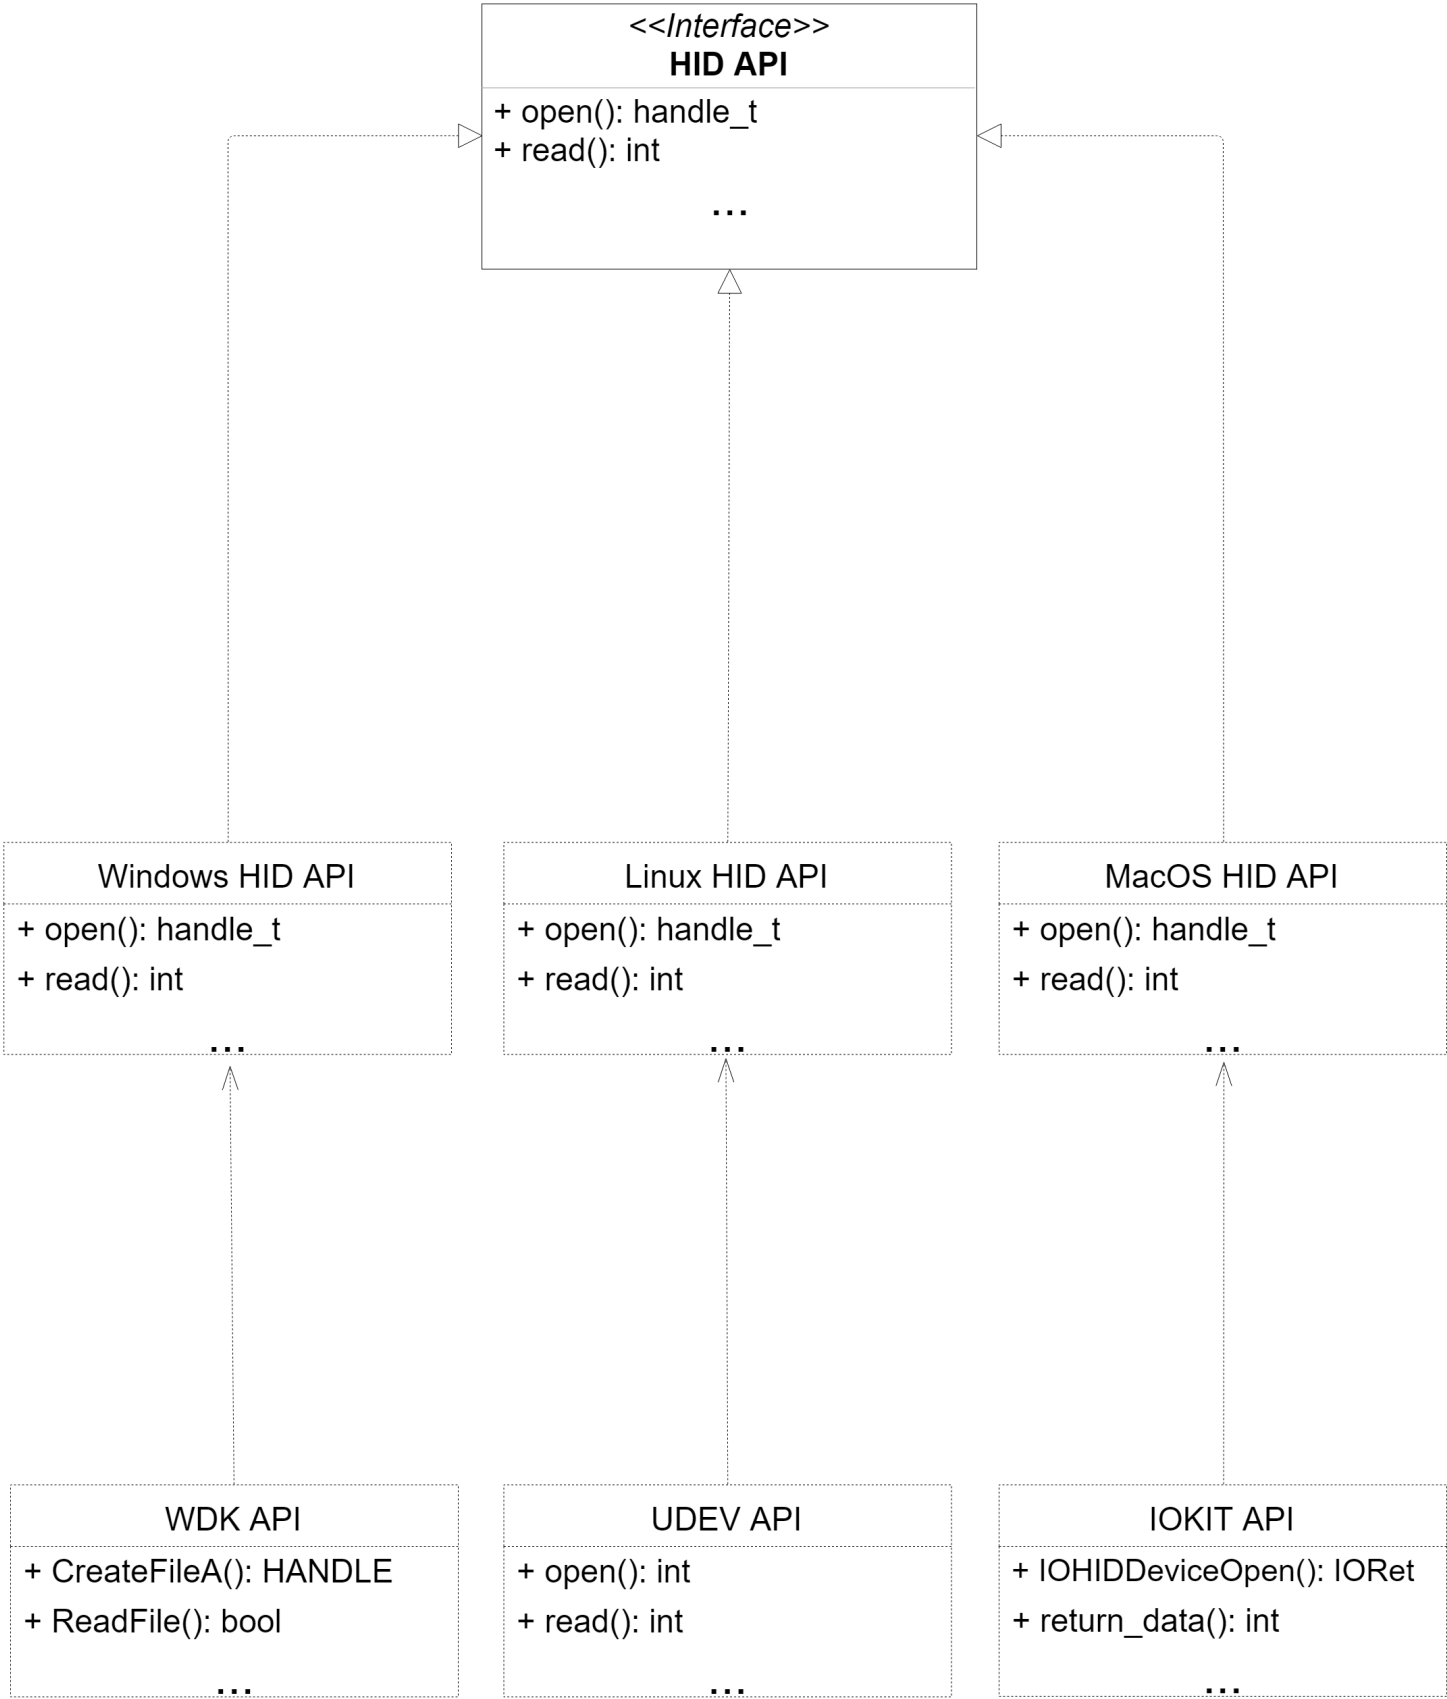 <<Interface>>
HID API
+ open(): handle_t
+ read(): int
...
Windows HID API
+ open(): handle_t
+ read(): int
...
Linux HID API
+ open(): handle_t
+ read(): int
...
MacOS HID API
+ open(): handle_t
+ read(): int
...
WDK API
+ CreateFileA(): HANDLE
+ ReadFile(): bool
...
UDEV API
+ open(): int
+ read(): int
...
IOKIT API
+ IOHIDDeviceOpen(): IORet
+ return_data(): int
...